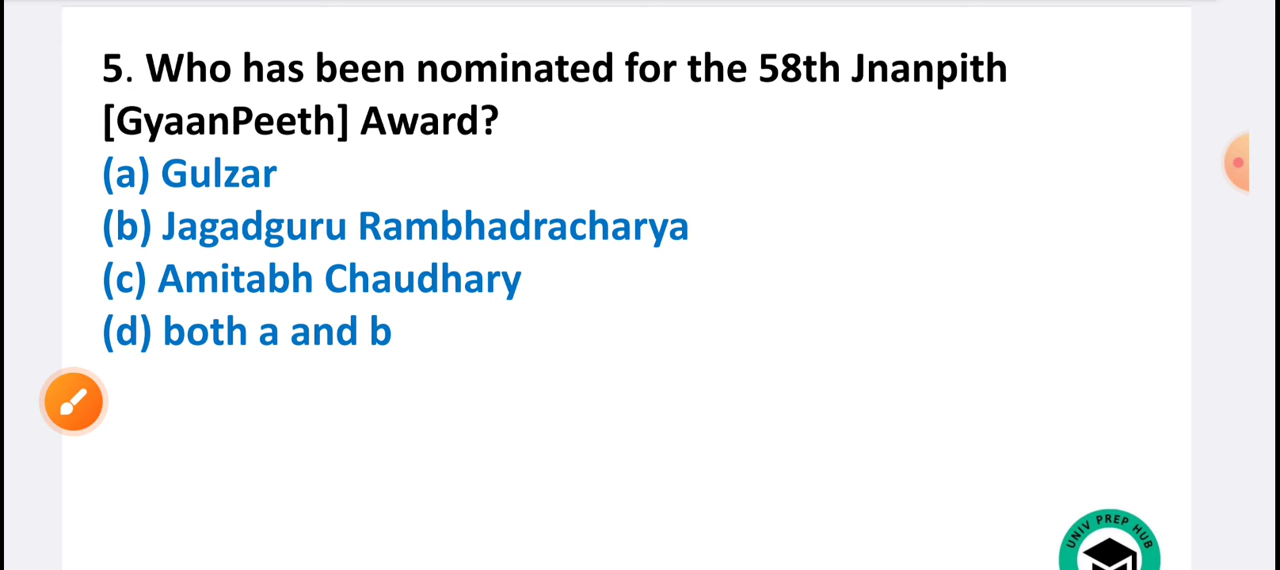 5. Who has been nominated for the 58th Jnanpith
[GyaanPeeth] Award?
(a) Gulzar
(b) Jagadguru Rambhadracharya
(c) Amitabh Chaudhary
(d) both a and b
UNIV PREP HUB